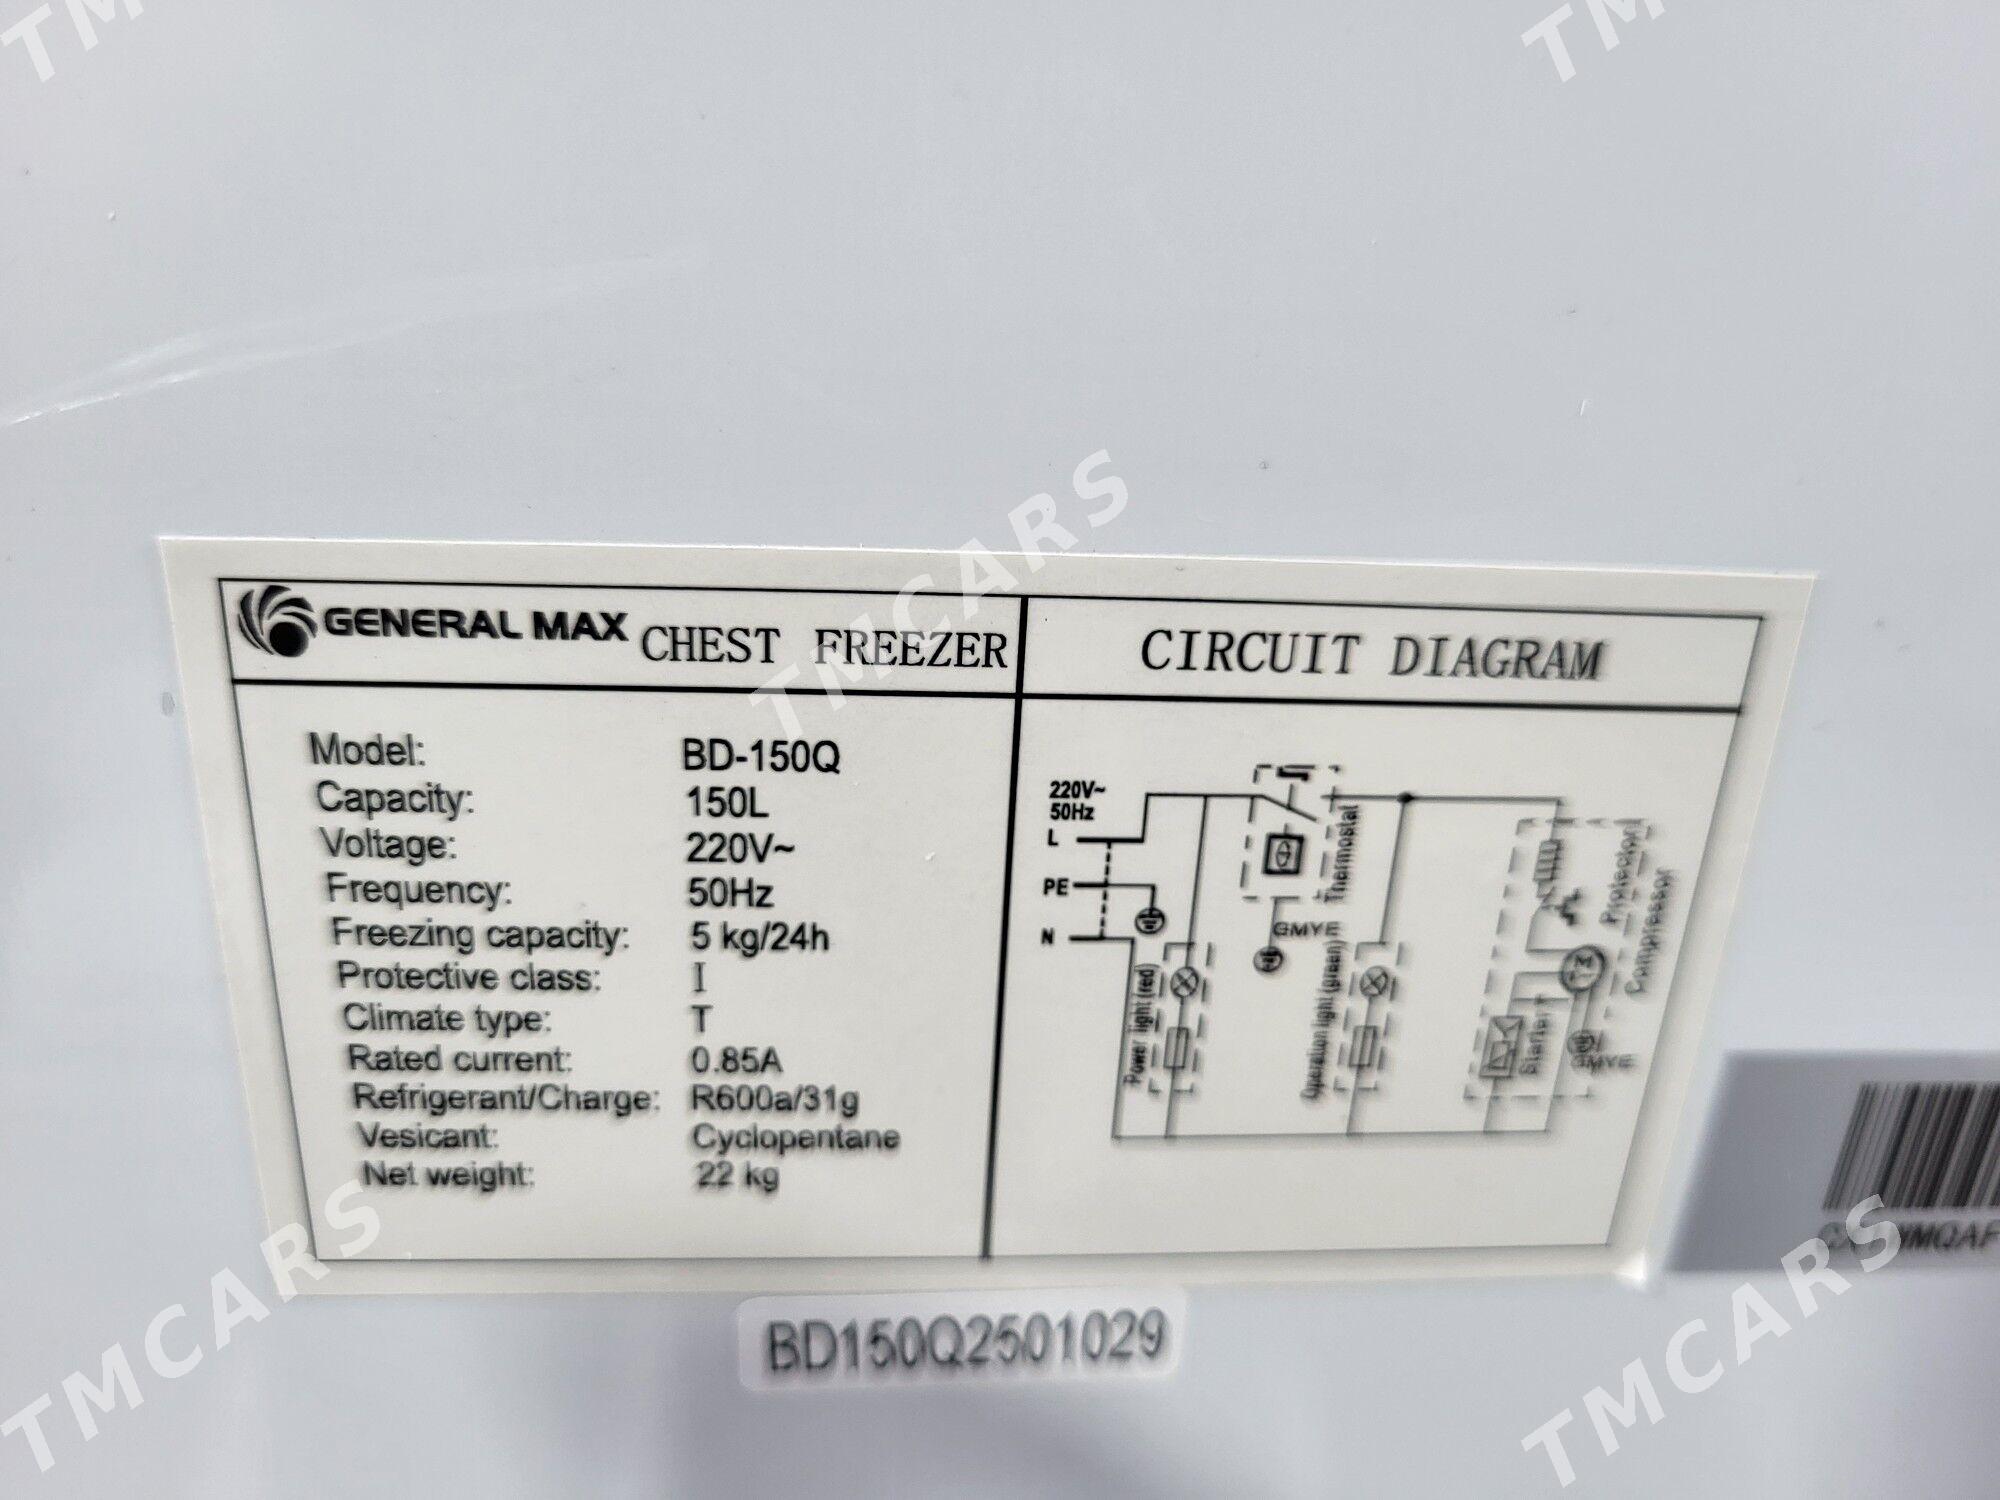 GENERAL MAX CHEST FREEZER
CIRCUIT DIAGRAM
Model: BD-150Q
Capacity: 150L
Voltage: 220V~
Frequency: 50Hz
Freezing capacity: 5 kg/24h
Protective class: I
Climate type: T
Rated current: 0.85A
Refrigerant/Charge: R600a/31g
Vesicant: Cyclopentane
Net weight: 22 kg
220V~
50Hz
L
PE
N
Power light(red)
Thermostat
GMYE
Operation light(green)
Starter
M
Protector
Compressor
GMYE
BD150Q2501029
TMCARS
TMCARS
TMCARS